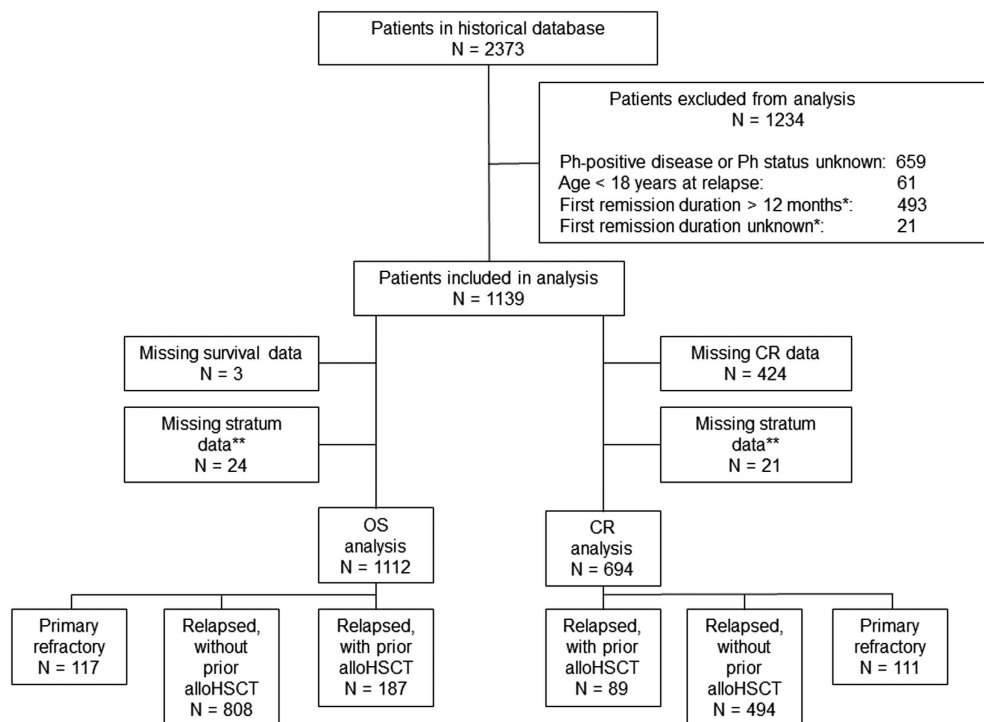 Patients in historical database
N = 2373
Patients excluded from analysis
N = 1234
Ph-positive disease or Ph status unknown: 659
Age < 18 years at relapse: 61
First remission duration > 12 months*: 493
First remission duration unknown*: 21
Patients included in analysis
N = 1139
Missing survival data
N = 3
Missing CR data
N = 424
Missing stratum
data**
N = 24
Missing stratum
data**
N = 21
OS
analysis
N = 1112
CR
analysis
N = 694
Primary
refractory
N = 117
Relapsed,
without
prior
alloHSCT
N = 808
Relapsed,
with prior
alloHSCT
N = 187
Relapsed,
with prior
alloHSCT
N = 89
Relapsed,
without
prior
alloHSCT
N = 494
Primary
refractory
N = 111